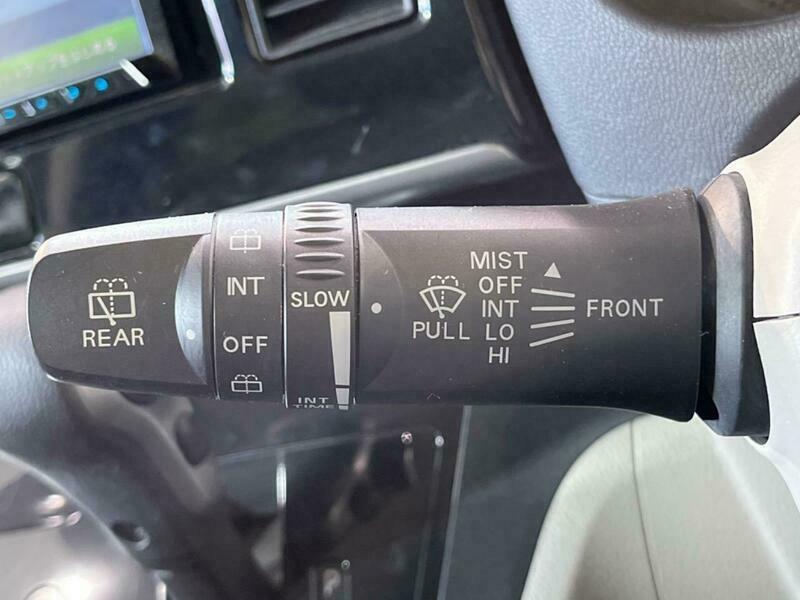 REAR
INT
OFF
SLOW
INT
TIME
PULL
MIST
OFF
INT
LO
HI
FRONT